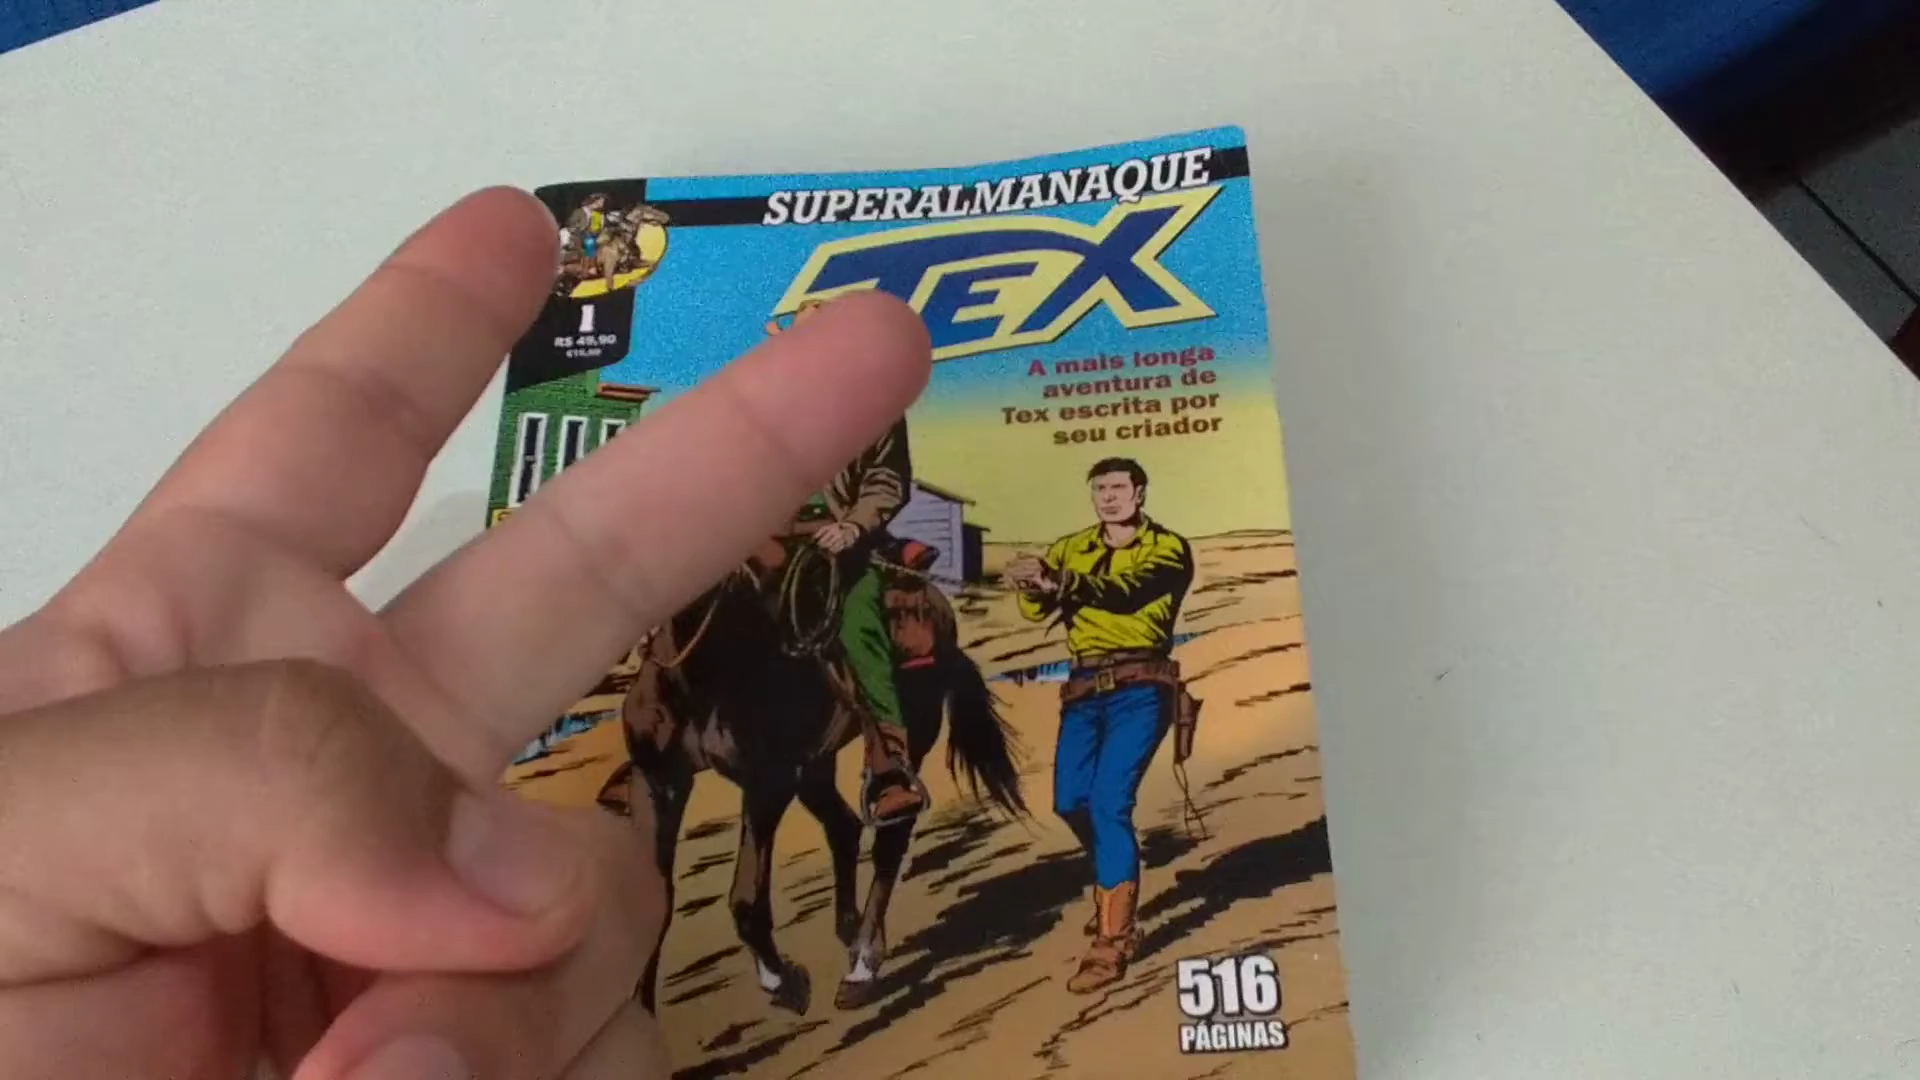 SUPERALMANAQUE
TEX
1
R$ 49,90
A mais longa
aventura de
Tex escrita por
seu criador
516
PÁGINAS